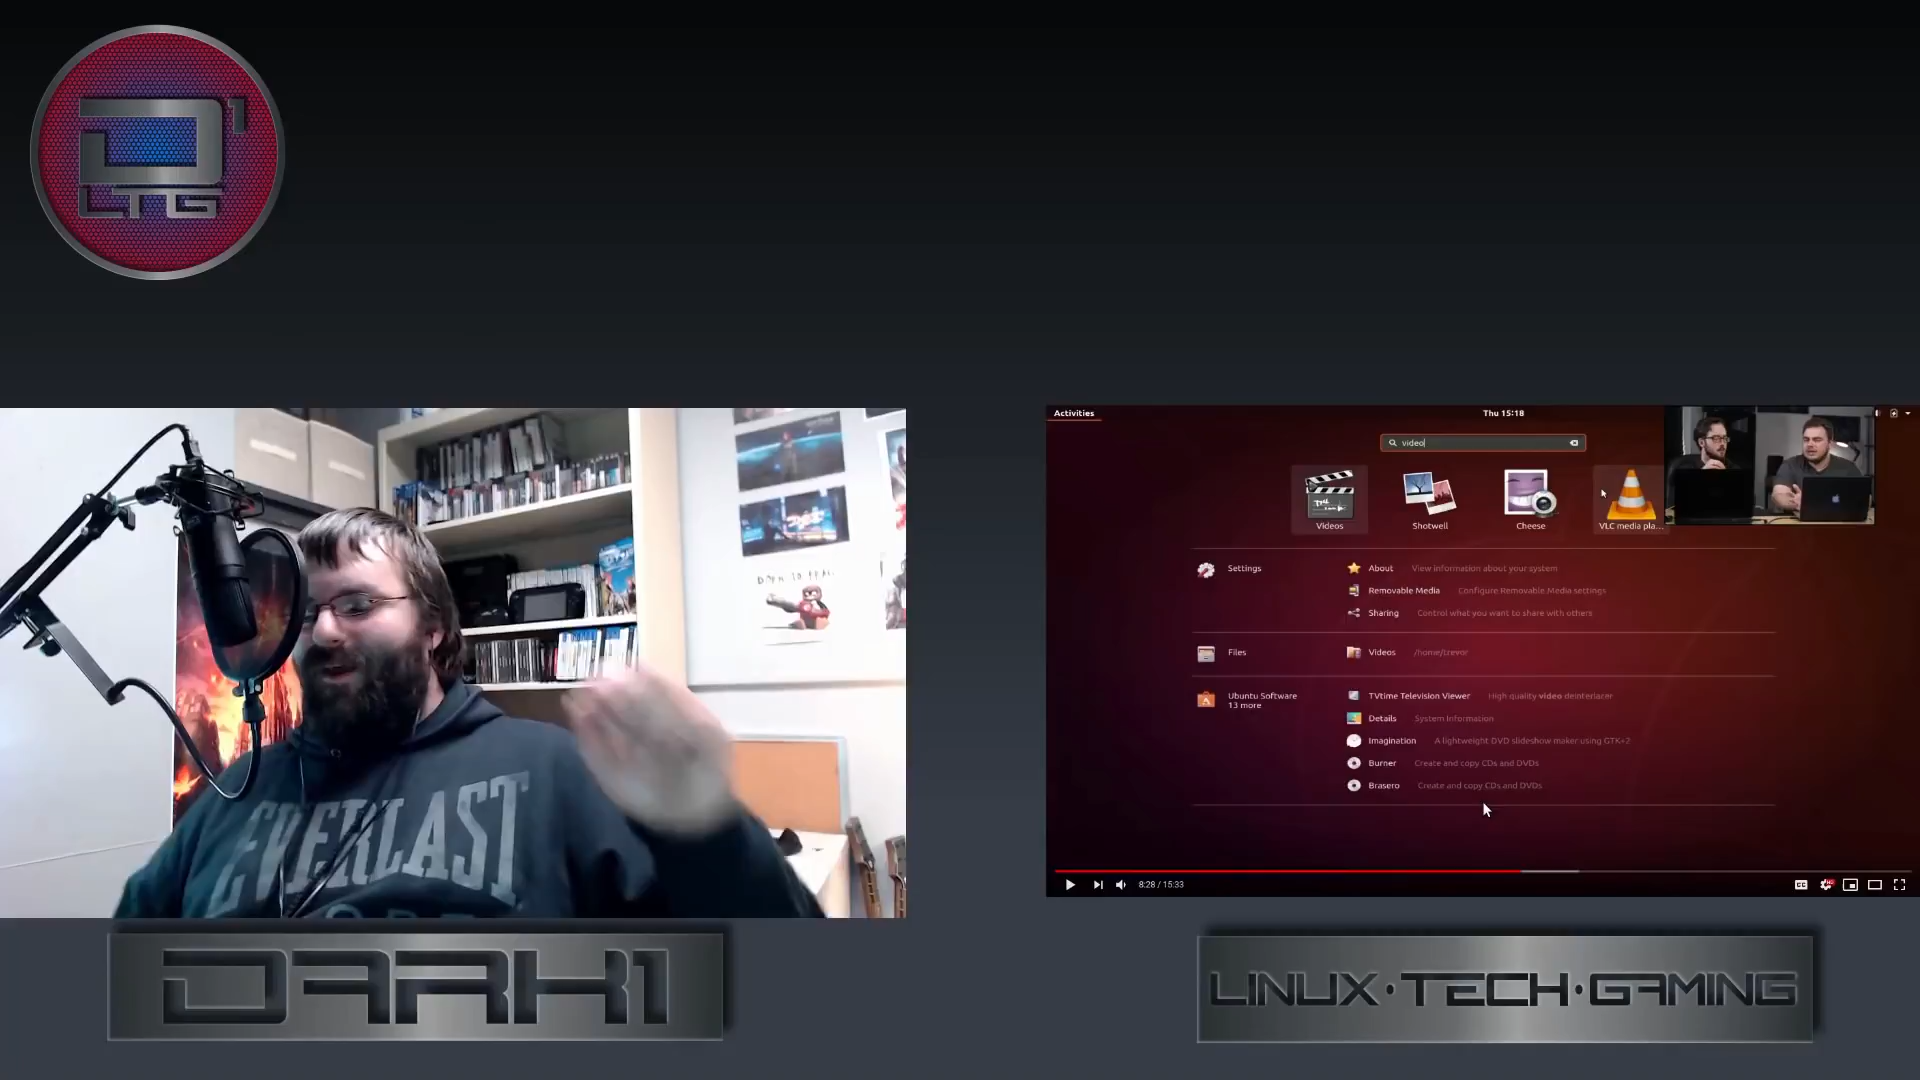 D1
LTG
EVERLAST
DARK1
Activities
Thu 15:18
video
Videos
Shotwell
Cheese
VLC media pla...
Settings
About View information about your system
Removable Media Configure Removable Media settings
Sharing Control what you want to share with others
Files
Videos /home/trevor
Ubuntu Software
13 more
TVtime Television Viewer High quality video deinterlacer
Details System Information
Imagination A lightweight DVD slideshow maker using GTK+2
Burner Create and copy CDs and DVDs
Brasero Create and copy CDs and DVDs
8:28 / 15:33
CC
HD
LINUX·TECH·GAMING